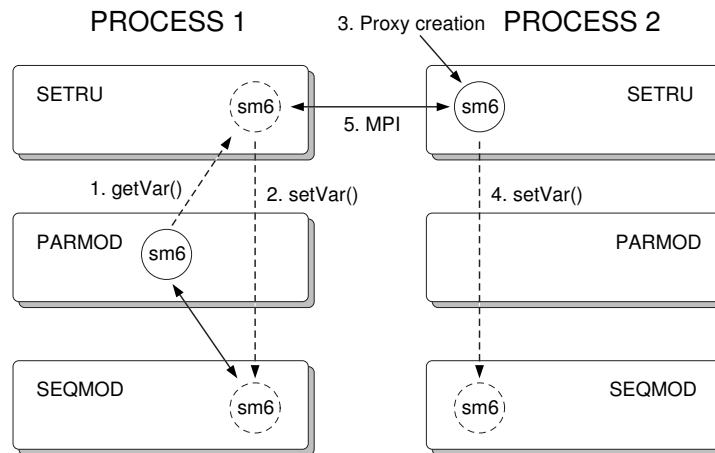 PROCESS 1
3. Proxy creation
PROCESS 2
SETRU
sm6
sm6
SETRU
5. MPI
1. getVar()
2. setVar()
4. setVar()
PARMOD
sm6
PARMOD
SEQMOD
sm6
sm6
SEQMOD